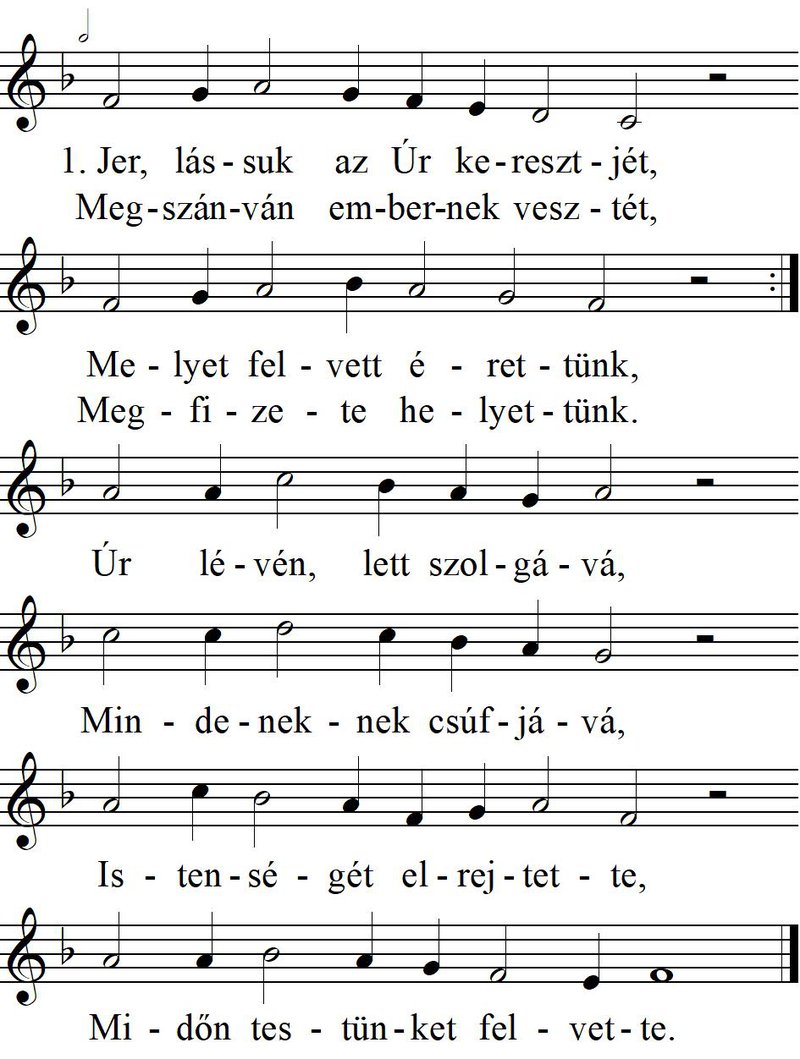 1. Jer, lás-suk az Úr ke-reszt-jét,
Meg-szán-ván em-ber-nek vesz-tét,
Me-lyet fel-vett é-ret-tünk,
Meg-fi-ze-te he-lyet-tünk.
Úr lé-vén, lett szol-gá-vá,
Min-de-nek-nek csúf-já-vá,
Is-ten-sé-gét el-rej-tet-te,
Mi-dőn tes-tün-ket fel-vet-te.